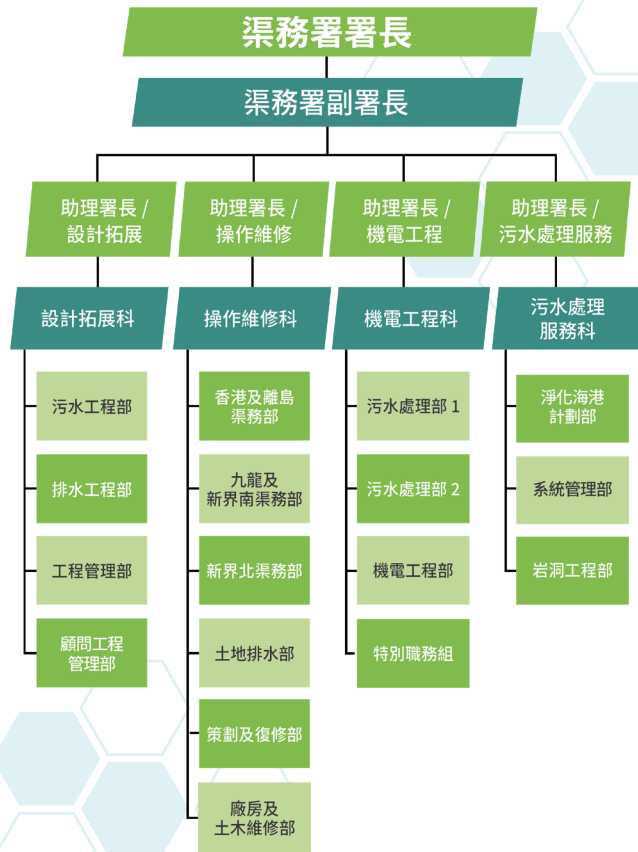 渠務署署長
渠務署副署長
助理署長 /
設計拓展
助理署長 /
操作維修
助理署長 /
機電工程
助理署長 /
污水處理服務
設計拓展科
操作維修科
機電工程科
污水處理
服務科
污水工程部
排水工程部
工程管理部
顧問工程
管理部
香港及離島
渠務部
九龍及
新界南渠務部
新界北渠務部
土地排水部
策劃及復修部
廠房及
土木維修部
污水處理部 1
污水處理部 2
機電工程部
特別職務組
淨化海港
計劃部
系統管理部
岩洞工程部